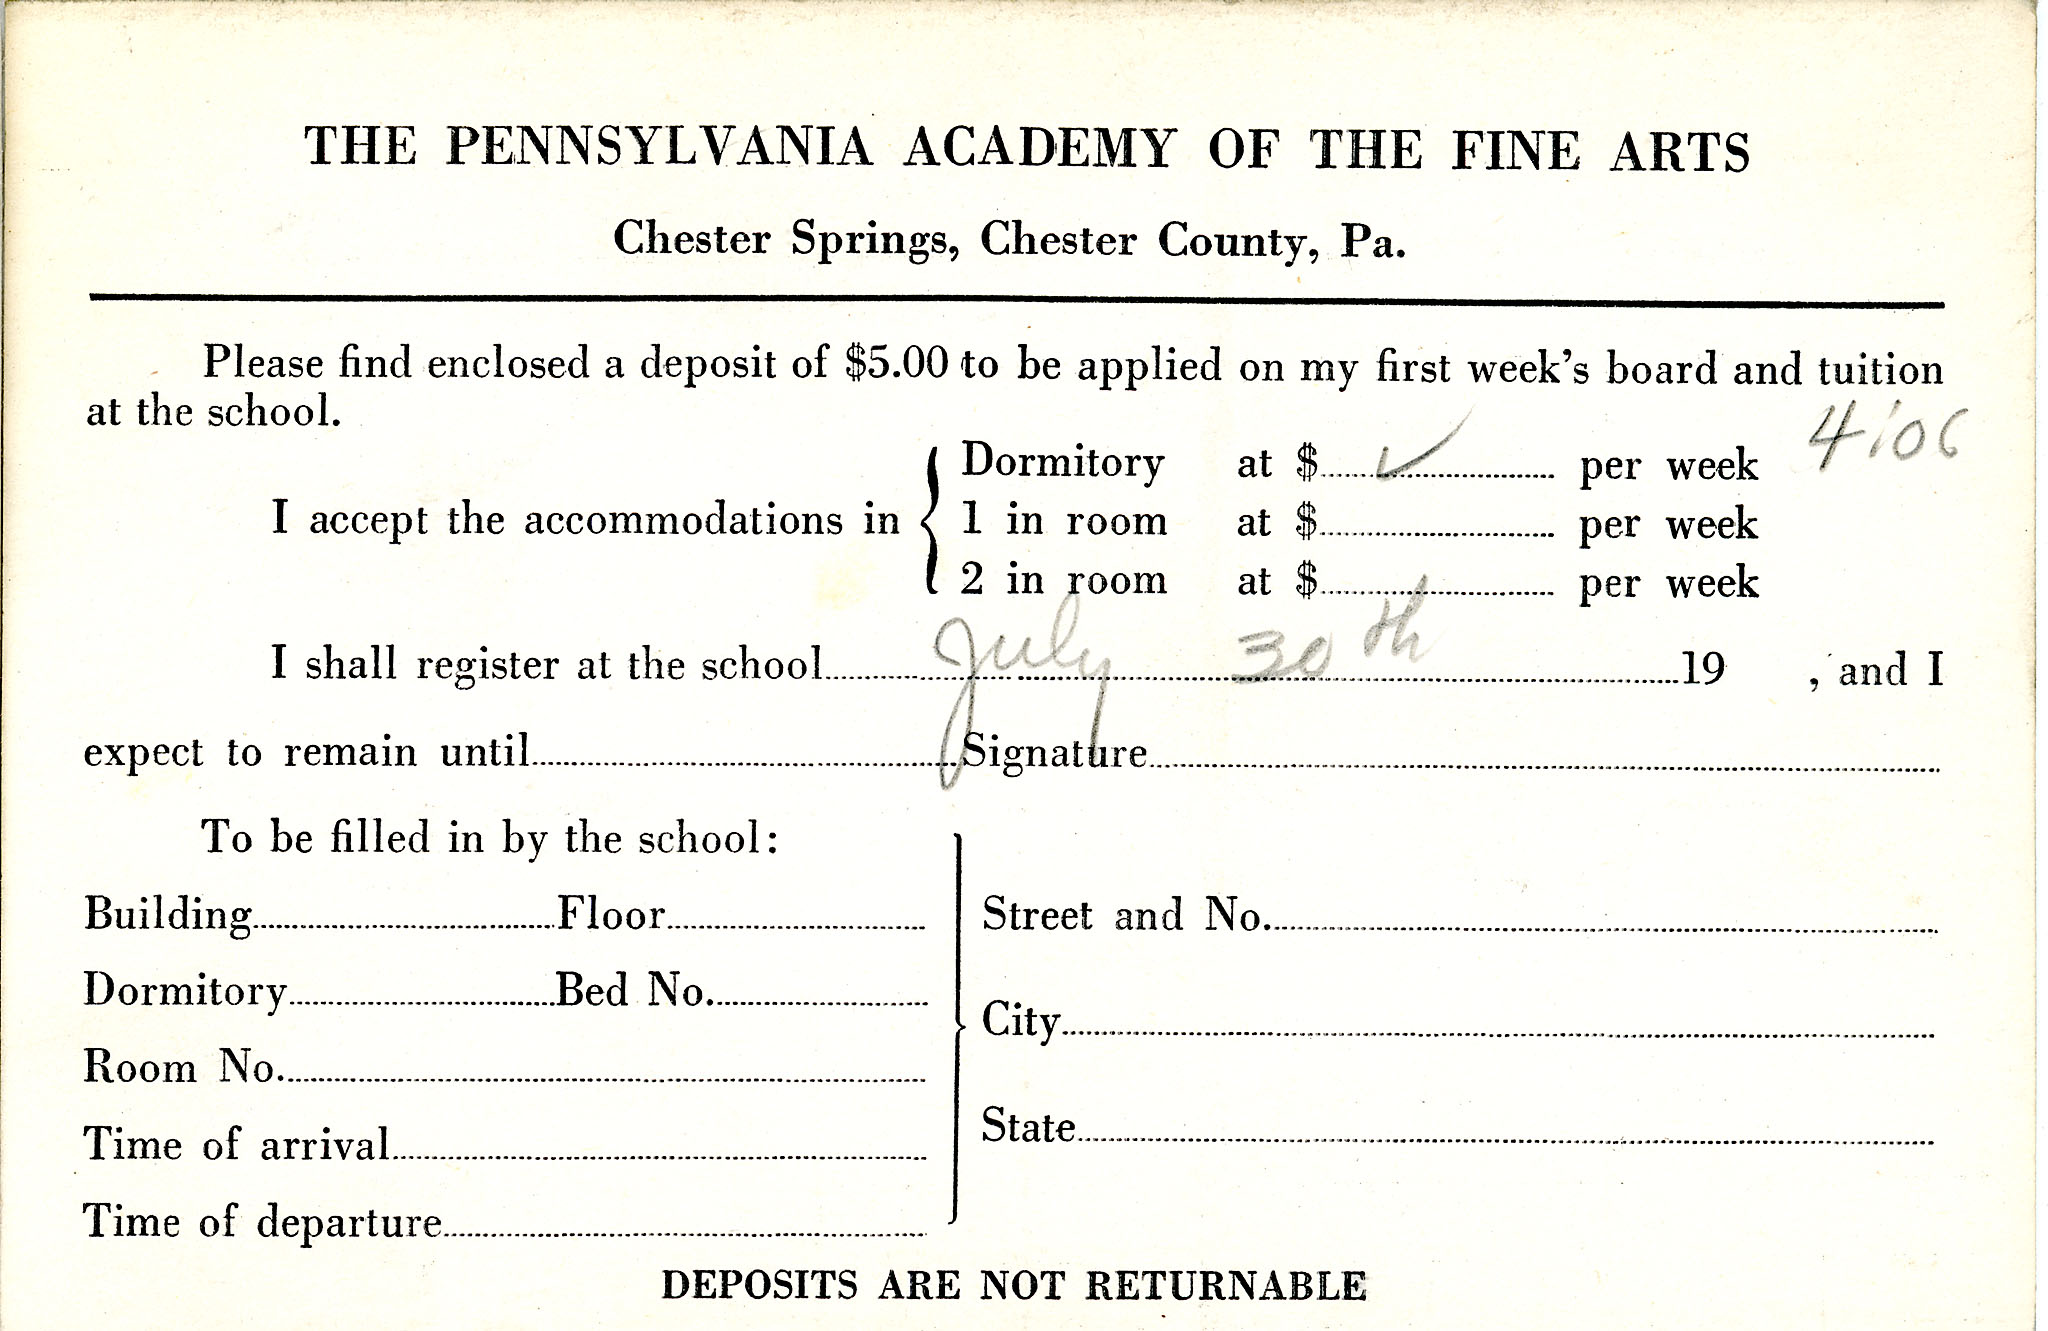 THE PENNSYLVANIA ACADEMY OF THE FINE ARTS
Chester Springs, Chester County, Pa.
Please find enclosed a deposit of $5.00 to be applied on my first week's board and tuition
at the school.
Dormitory at $ ✓ per week
I accept the accommodations in { 1 in room at $ per week
2 in room at $ per week
I shall register at the school July 30th 19 , and I
expect to remain until Signature
To be filled in by the school:
Building Floor
Dormitory Bed No.
Room No.
Time of arrival
Time of departure
Street and No.
City
State
DEPOSITS ARE NOT RETURNABLE